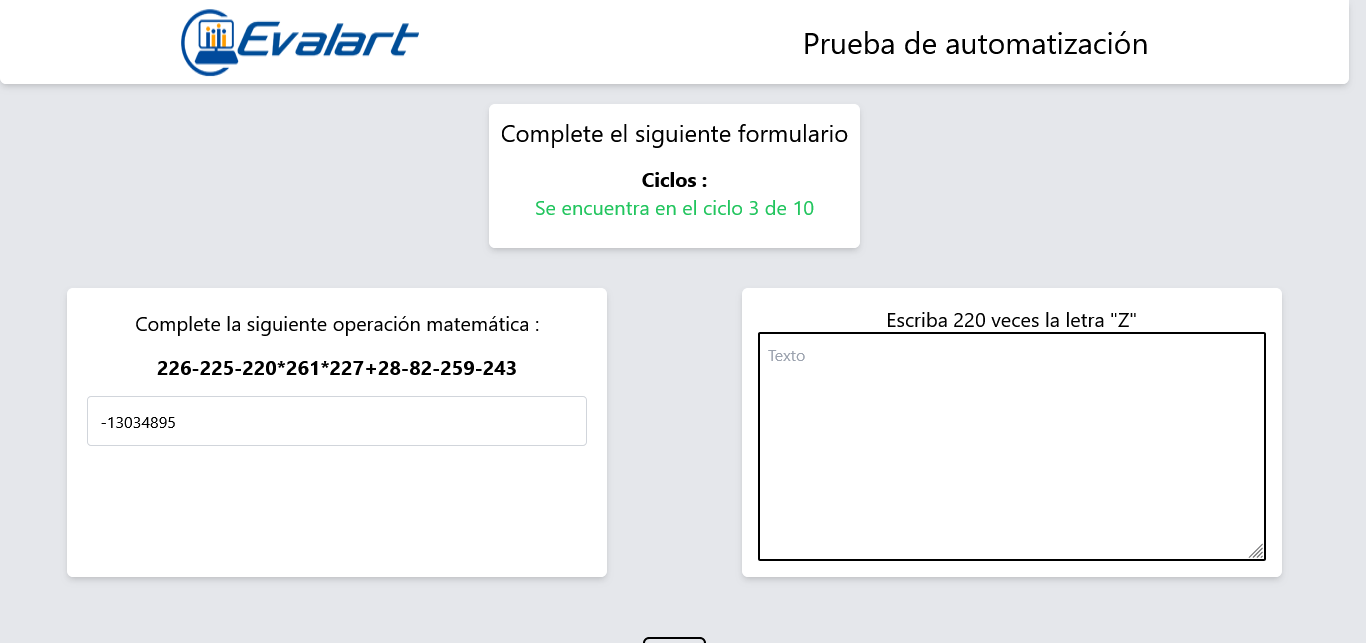 Evalart
Prueba de automatización
Complete el siguiente formulario
Ciclos :
Se encuentra en el ciclo 3 de 10
Complete la siguiente operación matemática :
226-225-220*261*227+28-82-259-243
-13034895
Escriba 220 veces la letra "Z"
Texto